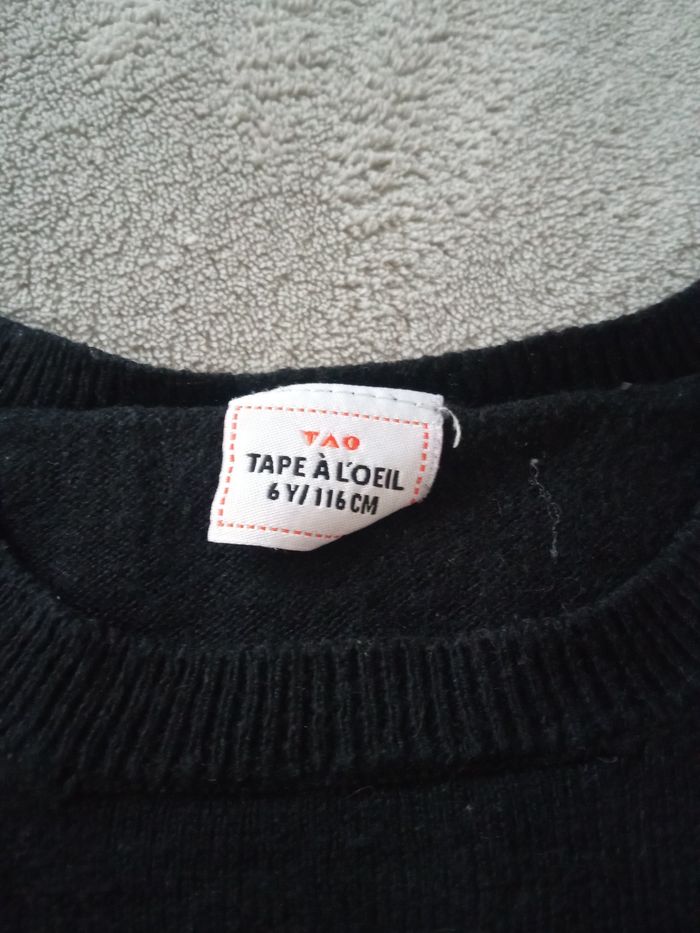 TAO
TAPE À L'OEIL
6 Y/ 116 CM